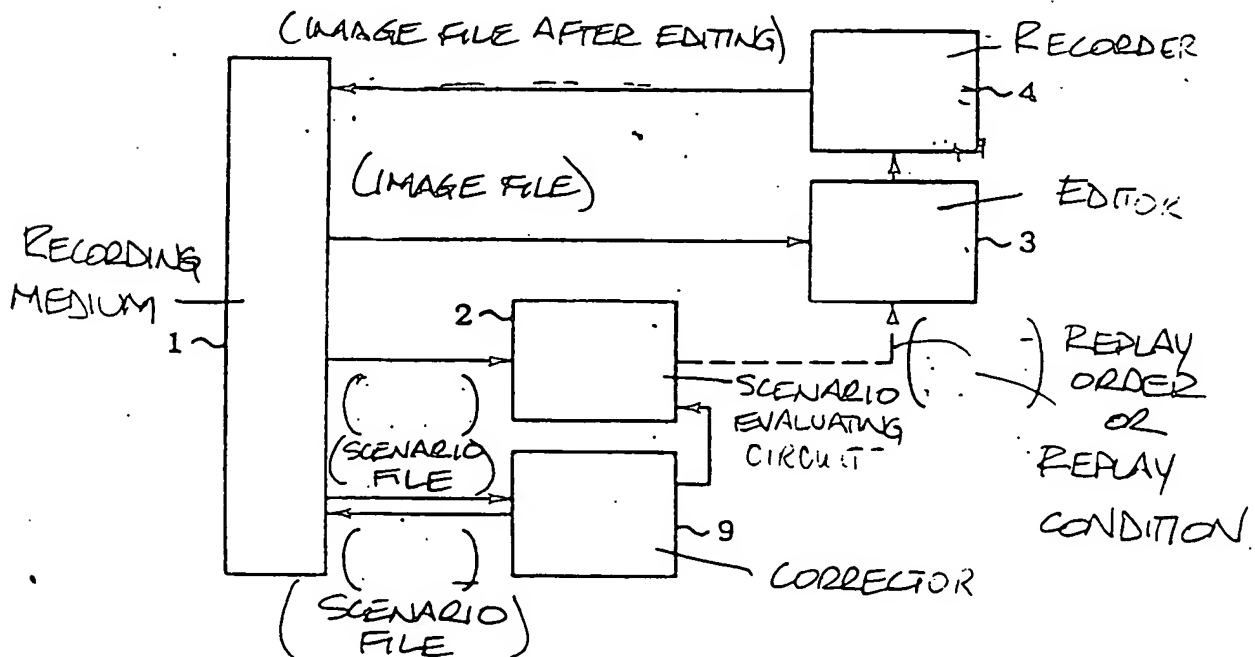 (IMAGE FILE AFTER EDITING)
RECORDER
4
(IMAGE FILE)
EDITOR
3
RECORDING
MEDIUM
1
2
SCENARIO
EVALUATING
CIRCUIT
REPLAY
ORDER
OR
REPLAY
CONDITION.
(SCENARIO
FILE)
9
CORRECTOR
(SCENARIO
FILE)